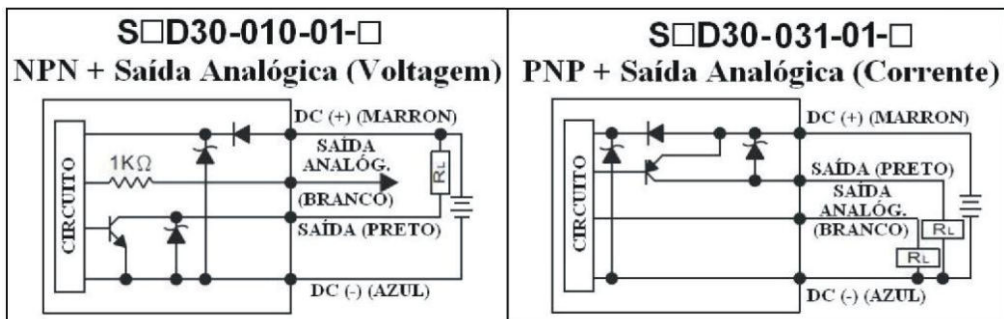 S□D30-010-01-□
NPN + Saída Analógica (Voltagem)
CIRCUITO
1KΩ
DC (+) (MARRON)
SAÍDA
ANALÓG.
(BRANCO)
SAÍDA (PRETO)
RL
DC (-) (AZUL)
S□D30-031-01-□
PNP + Saída Analógica (Corrente)
CIRCUITO
DC (+) (MARRON)
SAÍDA (PRETO)
SAÍDA
ANALÓG.
(BRANCO)
RL
RL
DC (-) (AZUL)